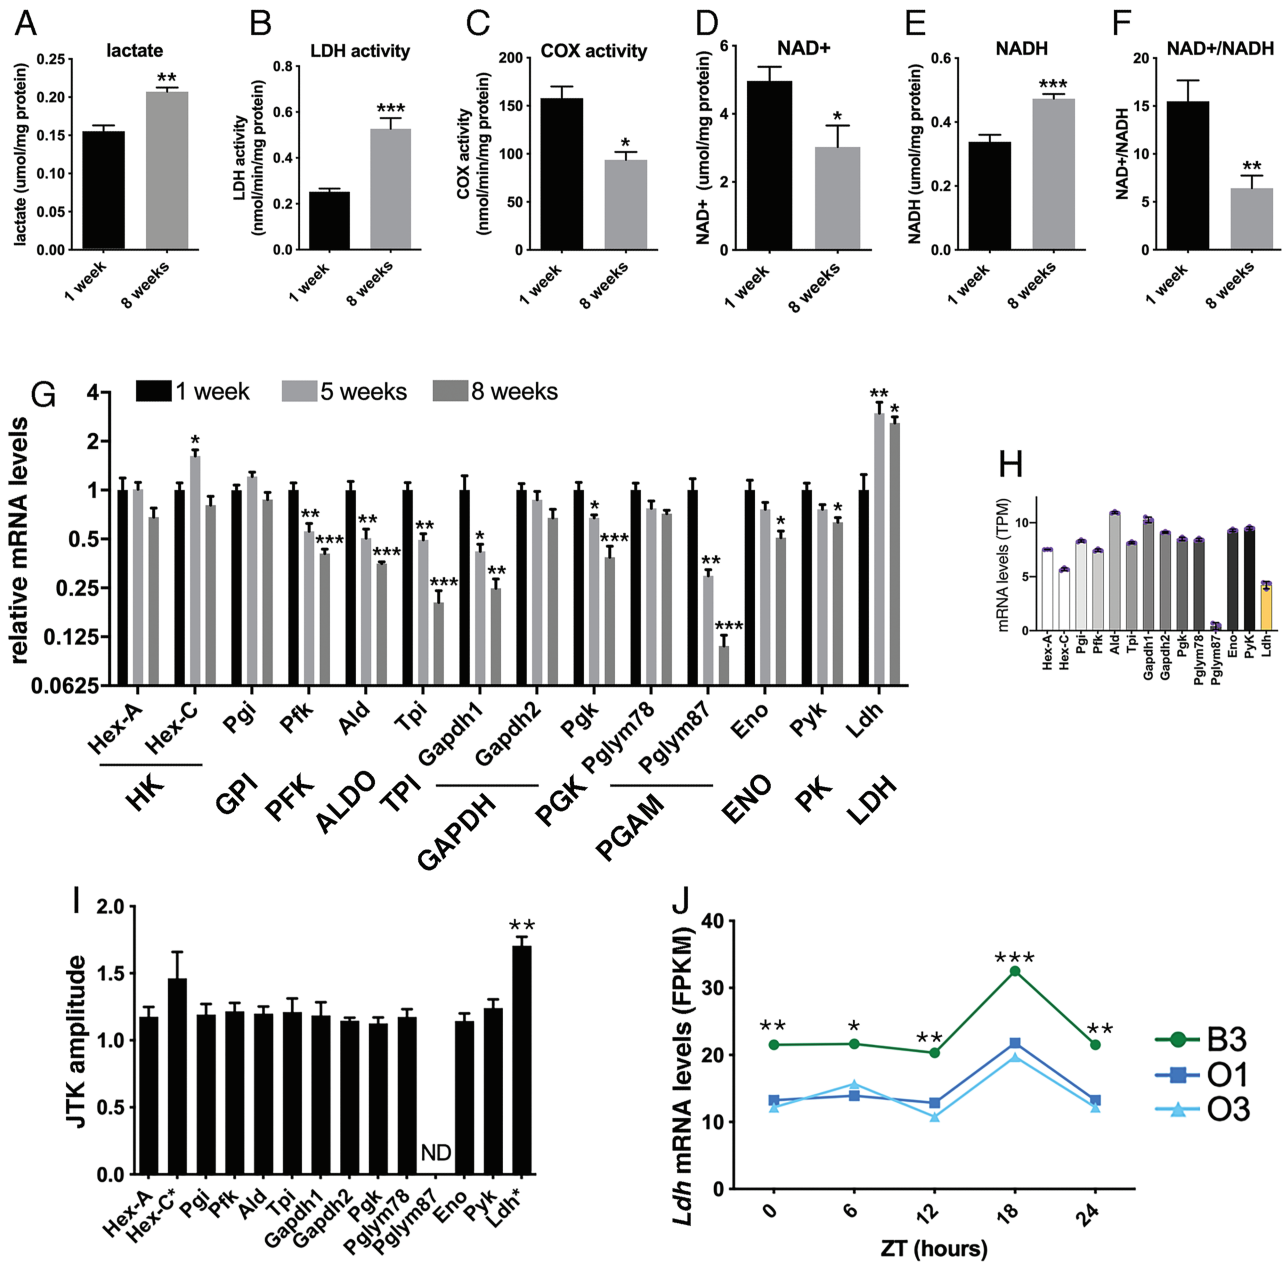 A
lactate
lactate (umol/mg protein)
0.25
0.20
0.15
0.10
0.05
0.00
**
1 week
8 weeks
B
LDH activity
LDH activity
(nmol/min/mg protein)
0.8
0.6
0.4
0.2
0.0
***
1 week
8 weeks
C
COX activity
COX activity
(nmol/min/mg protein)
200
150
100
50
0
*
1 week
8 weeks
D
NAD+
NAD+ (umol/mg protein)
6
4
2
0
*
1 week
8 weeks
E
NADH
NADH (umol/mg protein)
0.6
0.4
0.2
0.0
***
1 week
8 weeks
F
NAD+/NADH
NAD+/NADH
20
15
10
5
0
**
1 week
8 weeks
G
1 week
5 weeks
8 weeks
relative mRNA levels
4
2
1
0.5
0.25
0.125
0.0625
*
**
***
**
***
**
***
*
**
*
***
**
***
*
*
**
*
Hex-A
Hex-C
Pgi
Pfk
Ald
Tpi
Gapdh1
Gapdh2
Pgk
Pglym78
Pglym87
Eno
Pyk
Ldh
HK
GPI
PFK
ALDO
TPI
GAPDH
PGK
PGAM
ENO
PK
LDH
H
mRNA levels (TPM)
10
5
0
Hex-A
Hex-C
Pgi
Pfk
Ald
Tpi
Gapdh1
Gapdh2
Pgk
Pglym78
Pglym87
Eno
PyK
Ldh
I
JTK amplitude
2.0
1.5
1.0
0.5
0.0
**
ND
Hex-A
Hex-C*
Pgi
Pfk
Ald
Tpi
Gapdh1
Gapdh2
Pgk
Pglym78
Pglym87
Eno
Pyk
Ldh*
J
Ldh mRNA levels (FPKM)
40
30
20
10
0
**
*
**
***
**
B3
O1
O3
0
6
12
18
24
ZT (hours)